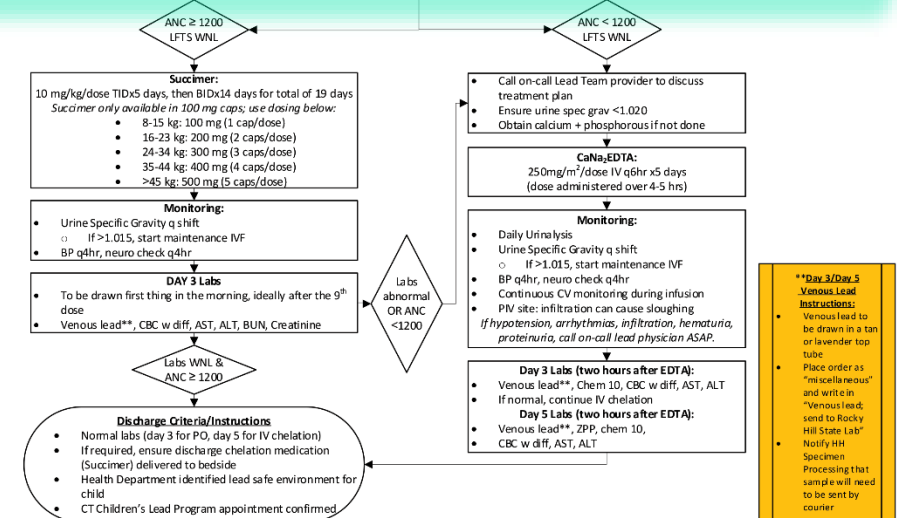 ANC ≥ 1200
LFTS WNL
ANC < 1200
LFTS WNL
Succimer:
10 mg/kg/dose TIDx5 days, then BIDx14 days for total of 19 days
Succimer only available in 100 mg caps; use dosing below:
• 8-15 kg: 100 mg (1 cap/dose)
• 16-23 kg: 200 mg (2 caps/dose)
• 24-34 kg: 300 mg (3 caps/dose)
• 35-44 kg: 400 mg (4 caps/dose)
• >45 kg: 500 mg (5 caps/dose)
Monitoring:
• Urine Specific Gravity q shift
○ If >1.015, start maintenance IVF
• BP q4hr, neuro check q4hr
DAY 3 Labs
• To be drawn first thing in the morning, ideally after the 9th
dose
• Venous lead**, CBC w diff, AST, ALT, BUN, Creatinine
Labs
abnormal
OR ANC
<1200
Labs WNL &
ANC ≥ 1200
Discharge Criteria/Instructions
• Normal labs (day 3 for PO, day 5 for IV chelation)
• If required, ensure discharge chelation medication
(Succimer) delivered to bedside
• Health Department identified lead safe environment for
child
• CT Children's Lead Program appointment confirmed
• Call on-call Lead Team provider to discuss
treatment plan
• Ensure urine spec grav <1.020
• Obtain calcium + phosphorous if not done
CaNa2EDTA:
250mg/m²/dose IV q6hr x5 days
(dose administered over 4-5 hrs)
Monitoring:
• Daily Urinalysis
• Urine Specific Gravity q shift
○ If >1.015, start maintenance IVF
• BP q4hr, neuro check q4hr
• Continuous CV monitoring during infusion
• PIV site: infiltration can cause sloughing
If hypotension, arrhythmias, infiltration, hematuria,
proteinuria, call on-call lead physician ASAP.
Day 3 Labs (two hours after EDTA):
• Venous lead**, Chem 10, CBC w diff, AST, ALT
• If normal, continue IV chelation
Day 5 Labs (two hours after EDTA):
• Venous lead**, ZPP, chem 10,
• CBC w diff, AST, ALT
**Day 3/Day 5
Venous Lead
Instructions:
• Venous lead to
be drawn in a tan
or lavender top
tube
• Place order as
"miscellaneous"
and write in
"Venous lead;
send to Rocky
Hill State Lab"
• Notify HH
Specimen
Processing that
sample will need
to be sent by
courier